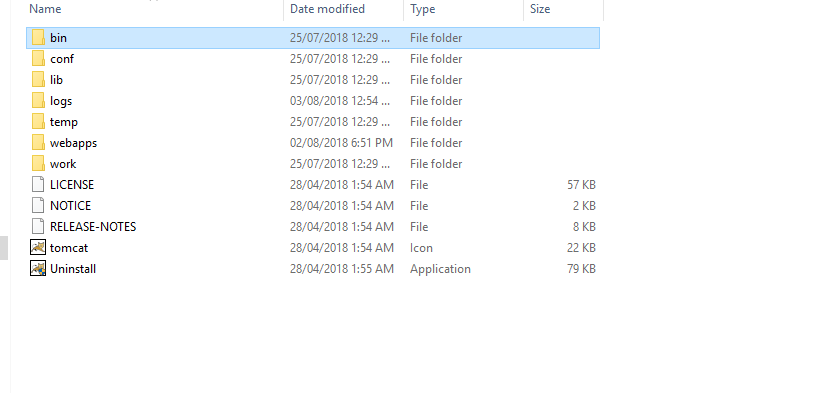 Name Date modified Type Size
bin 25/07/2018 12:29 ... File folder
conf 25/07/2018 12:29 ... File folder
lib 25/07/2018 12:29 ... File folder
logs 03/08/2018 12:54 ... File folder
temp 25/07/2018 12:29 ... File folder
webapps 02/08/2018 6:51 PM File folder
work 25/07/2018 12:29 ... File folder
LICENSE 28/04/2018 1:54 AM File 57 KB
NOTICE 28/04/2018 1:54 AM File 2 KB
RELEASE-NOTES 28/04/2018 1:54 AM File 8 KB
tomcat 28/04/2018 1:54 AM Icon 22 KB
Uninstall 28/04/2018 1:55 AM Application 79 KB